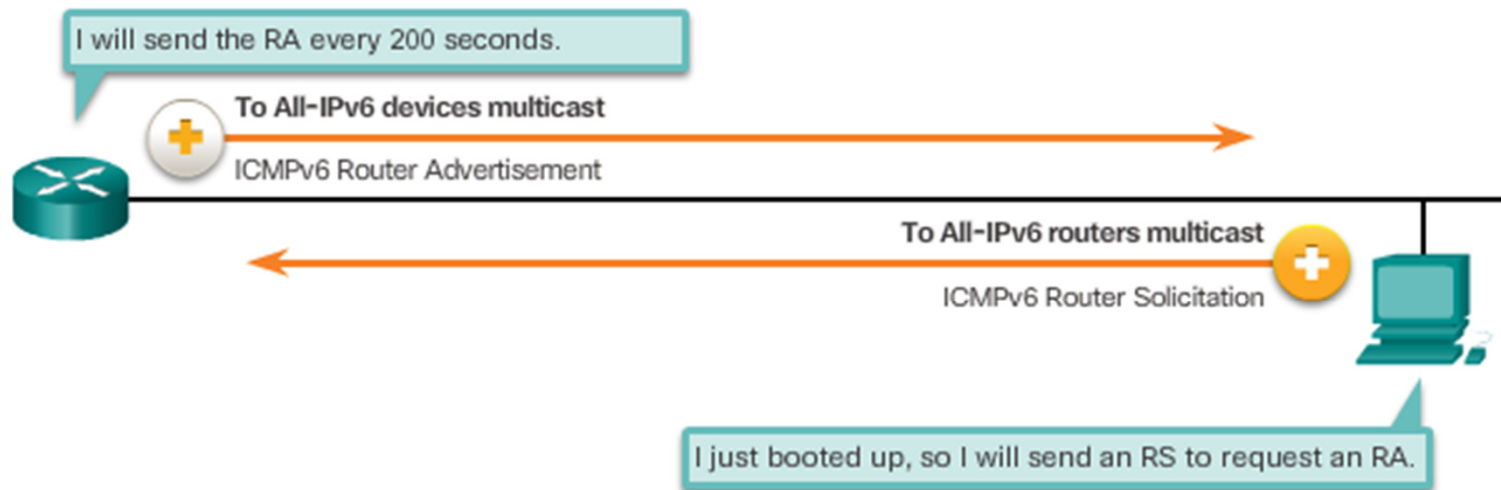 I will send the RA every 200 seconds.
To All-IPv6 devices multicast
ICMPv6 Router Advertisement
To All-IPv6 routers multicast
ICMPv6 Router Solicitation
I just booted up, so I will send an RS to request an RA.